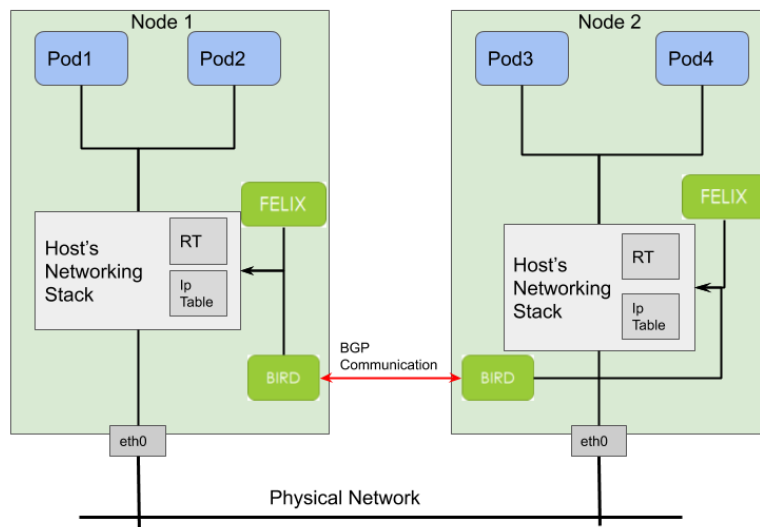 Node 1
Pod1
Pod2
FELIX
Host's
Networking
Stack
RT
Ip
Table
BIRD
eth0
BGP
Communication
Node 2
Pod3
Pod4
FELIX
Host's
Networking
Stack
RT
Ip
Table
BIRD
eth0
Physical Network